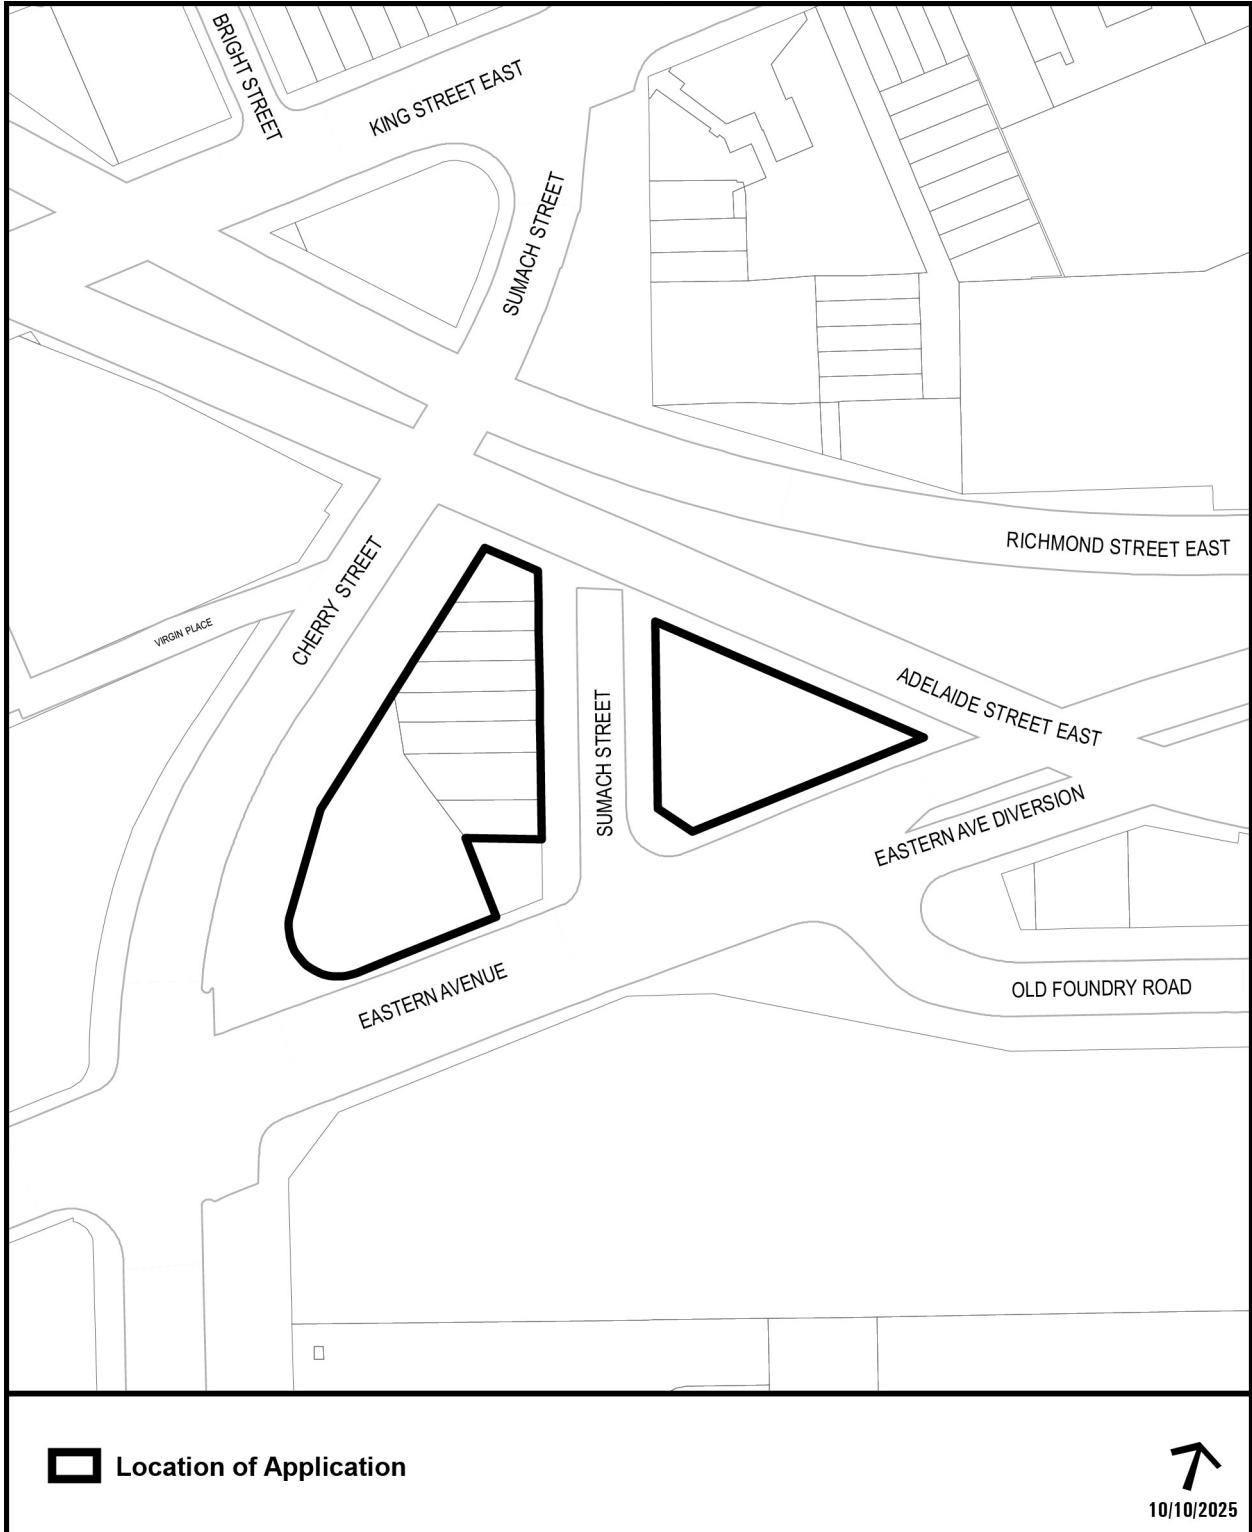 BRIGHT STREET
KING STREET EAST
SUMACH STREET
RICHMOND STREET EAST
CHERRY STREET
VIRGIN PLACE
SUMACH STREET
ADELAIDE STREET EAST
EASTERN AVE DIVERSION
EASTERN AVENUE
OLD FOUNDRY ROAD
Location of Application
10/10/2025